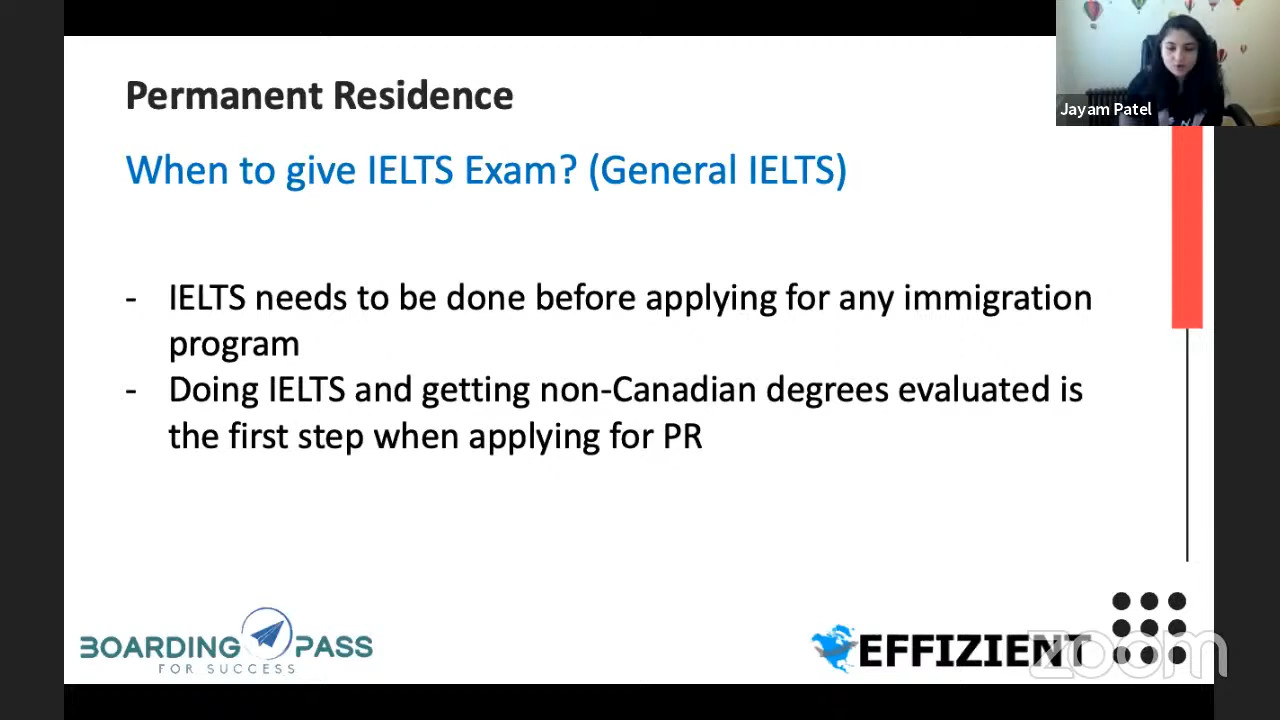 Permanent Residence
Jayam Patel
When to give IELTS Exam? (General IELTS)
- IELTS needs to be done before applying for any immigration
program
- Doing IELTS and getting non-Canadian degrees evaluated is
the first step when applying for PR
BOARDING PASS
FOR SUCCESS
EFFIZIENT
zoom